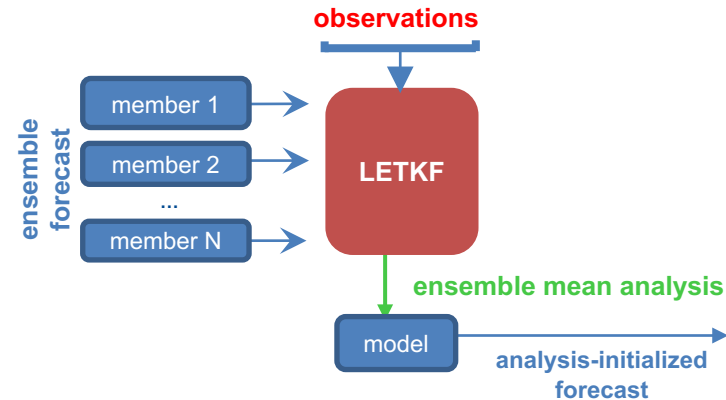 observations
ensemble
forecast
member 1
member 2
...
member N
LETKF
ensemble mean analysis
model
analysis-initialized
forecast